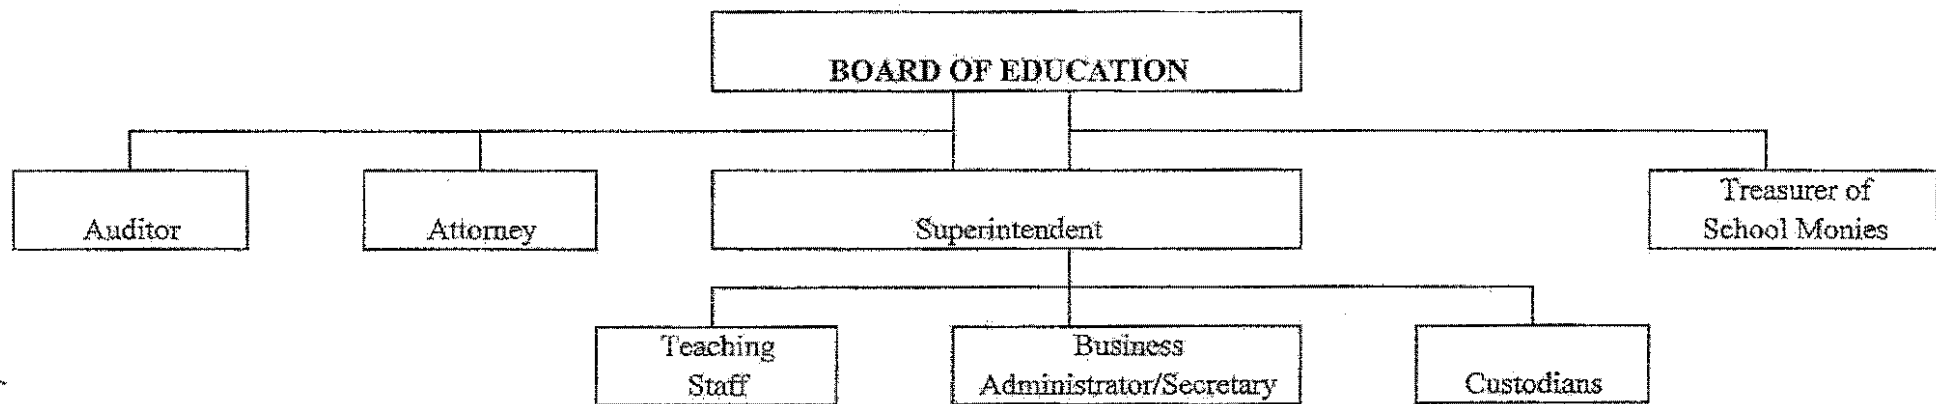 BOARD OF EDUCATION
Auditor
Attorney
Superintendent
Treasurer of
School Monies
Teaching
Staff
Business
Administrator/Secretary
Custodians